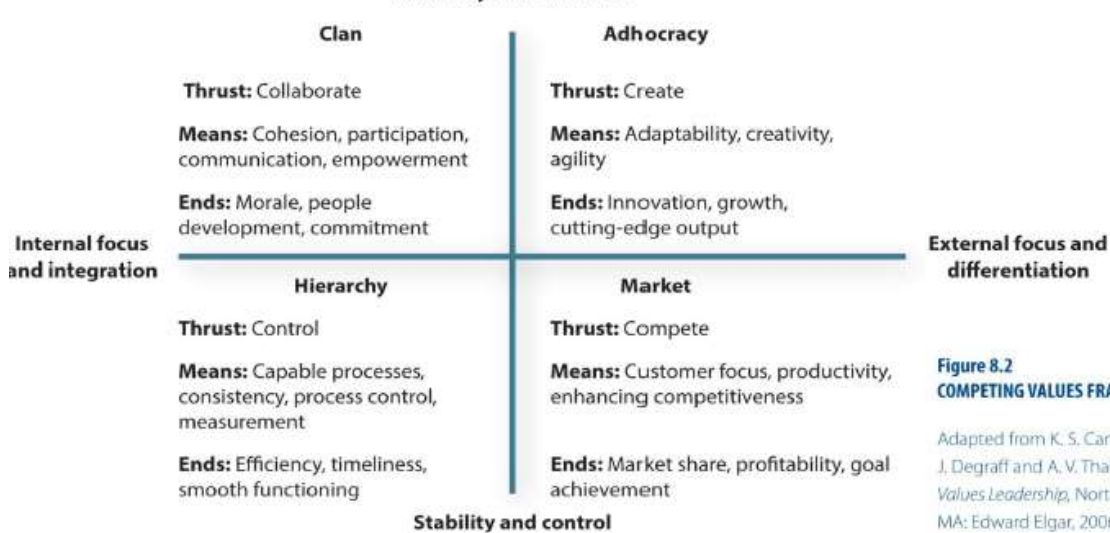 Clan
Adhocracy
Thrust: Collaborate
Thrust: Create
Means: Cohesion, participation,
communication, empowerment
Means: Adaptability, creativity,
agility
Ends: Morale, people
development, commitment
Ends: Innovation, growth,
cutting-edge output
Internal focus
and integration
External focus and
differentiation
Hierarchy
Market
Thrust: Control
Thrust: Compete
Means: Capable processes,
consistency, process control,
measurement
Means: Customer focus, productivity,
enhancing competitiveness
Ends: Efficiency, timeliness,
smooth functioning
Ends: Market share, profitability, goal
achievement
Stability and control
Figure 8.2
COMPETING VALUES
Adapted from K. S.
J. Degraff and A. V.
Values Leadership,
MA: Edward Elgar,